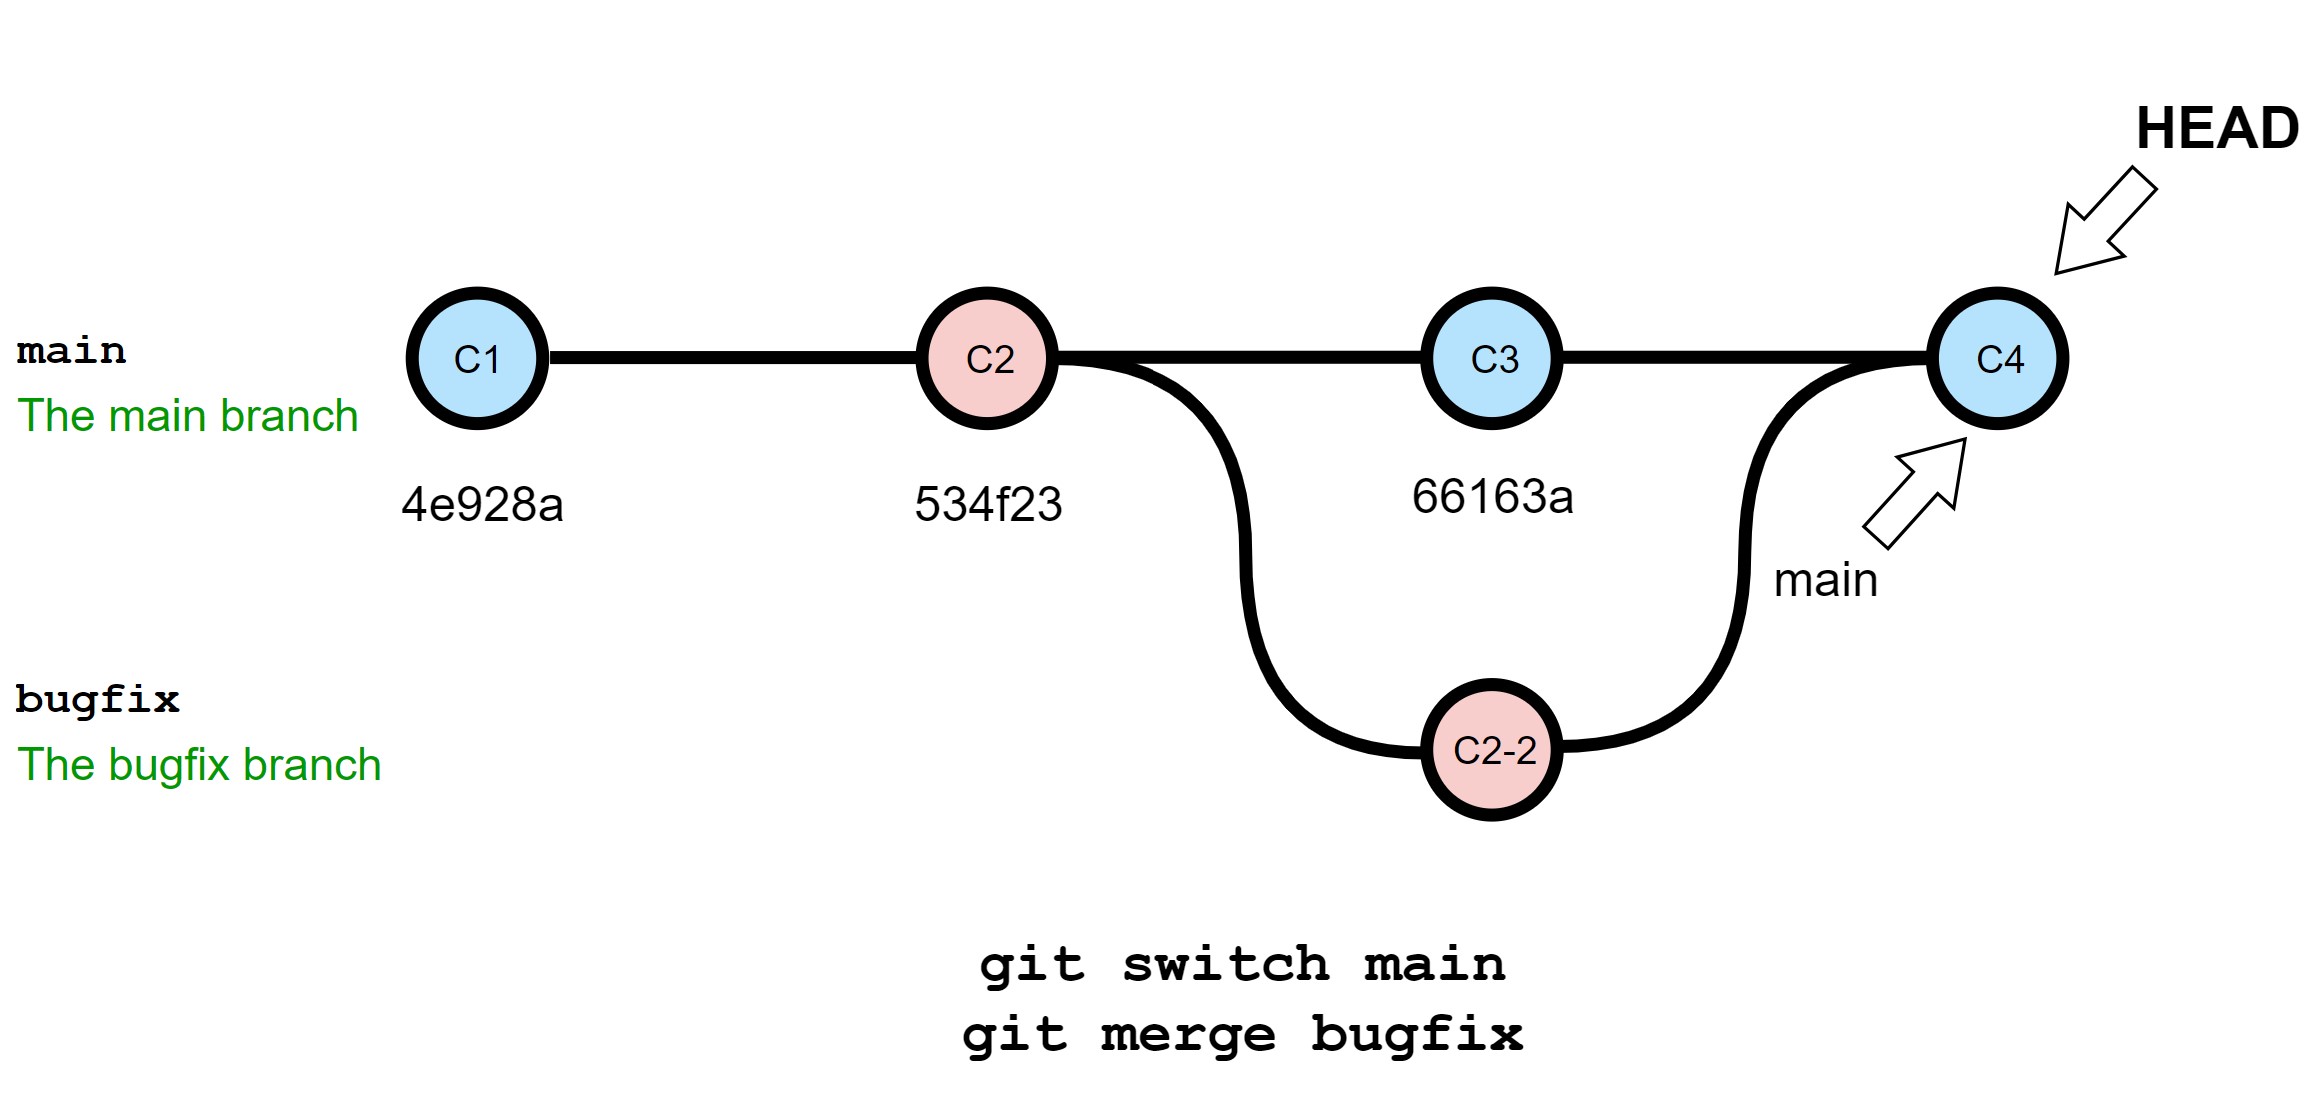 HEAD
main
The main branch
C1
C2
C3
C4
4e928a
534f23
66163a
main
bugfix
The bugfix branch
C2-2
git switch main
git merge bugfix